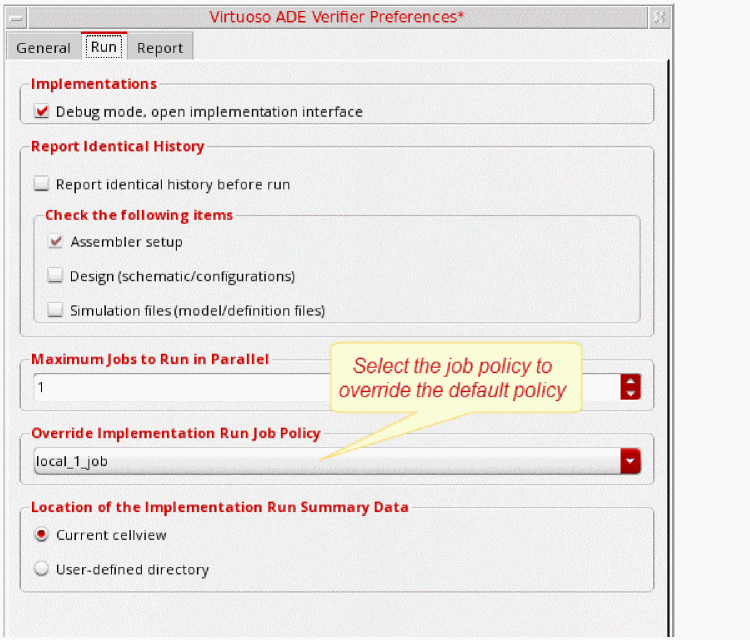 Virtuoso ADE Verifier Preferences*
General Run Report
Implementations
Debug mode, open implementation interface
Report Identical History
Report identical history before run
Check the following items
Assembler setup
Design (schematic/configurations)
Simulation files (model/definition files)
Maximum Jobs to Run in Parallel
1
Select the job policy to
override the default policy
Override Implementation Run Job Policy
local_1_job
Location of the Implementation Run Summary Data
Current cellview
User-defined directory